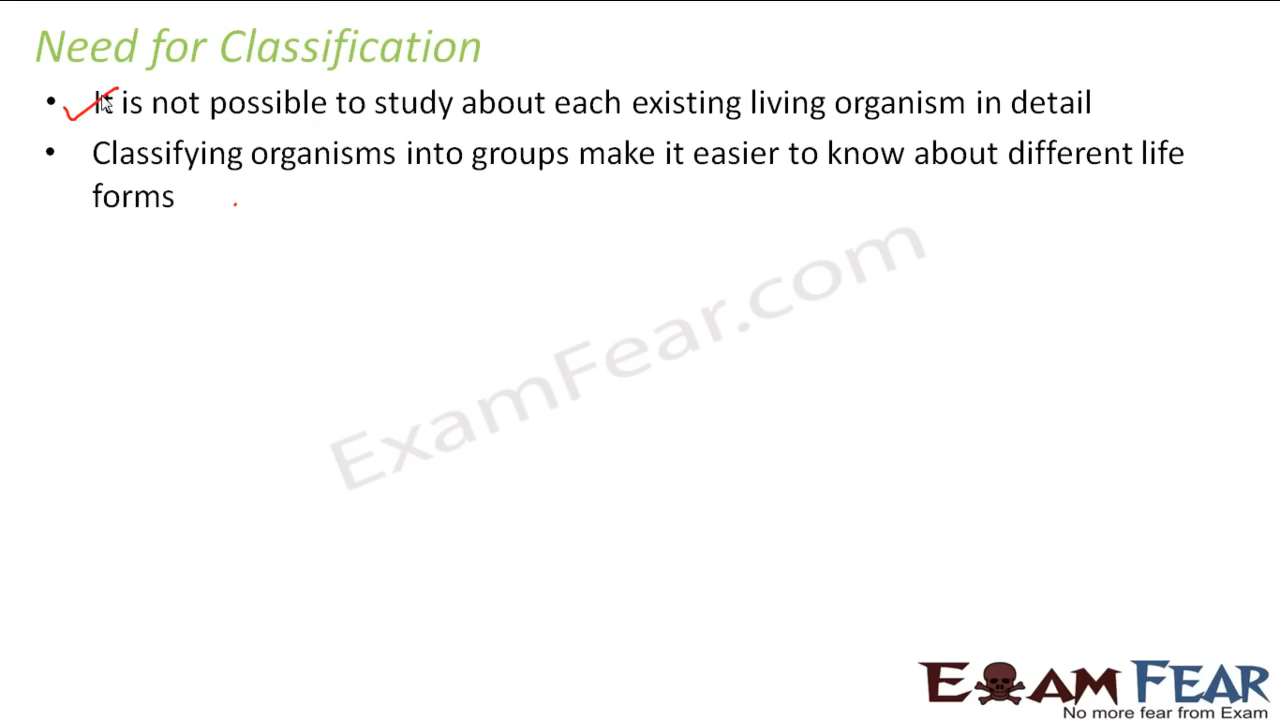 Need for Classification
• It is not possible to study about each existing living organism in detail
• Classifying organisms into groups make it easier to know about different life
forms
ExamFear.com
EXAM FEAR
No more fear from Exam